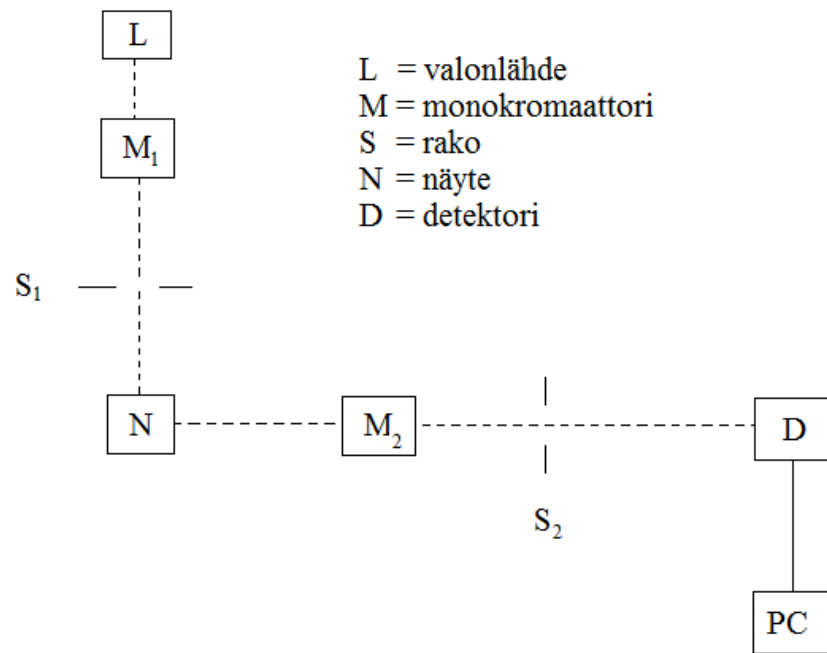 L
L = valonlähde
M = monokromaattori
M₁
S = rako
N = näyte
D = detektori
S₁
N
M₂
D
S₂
PC